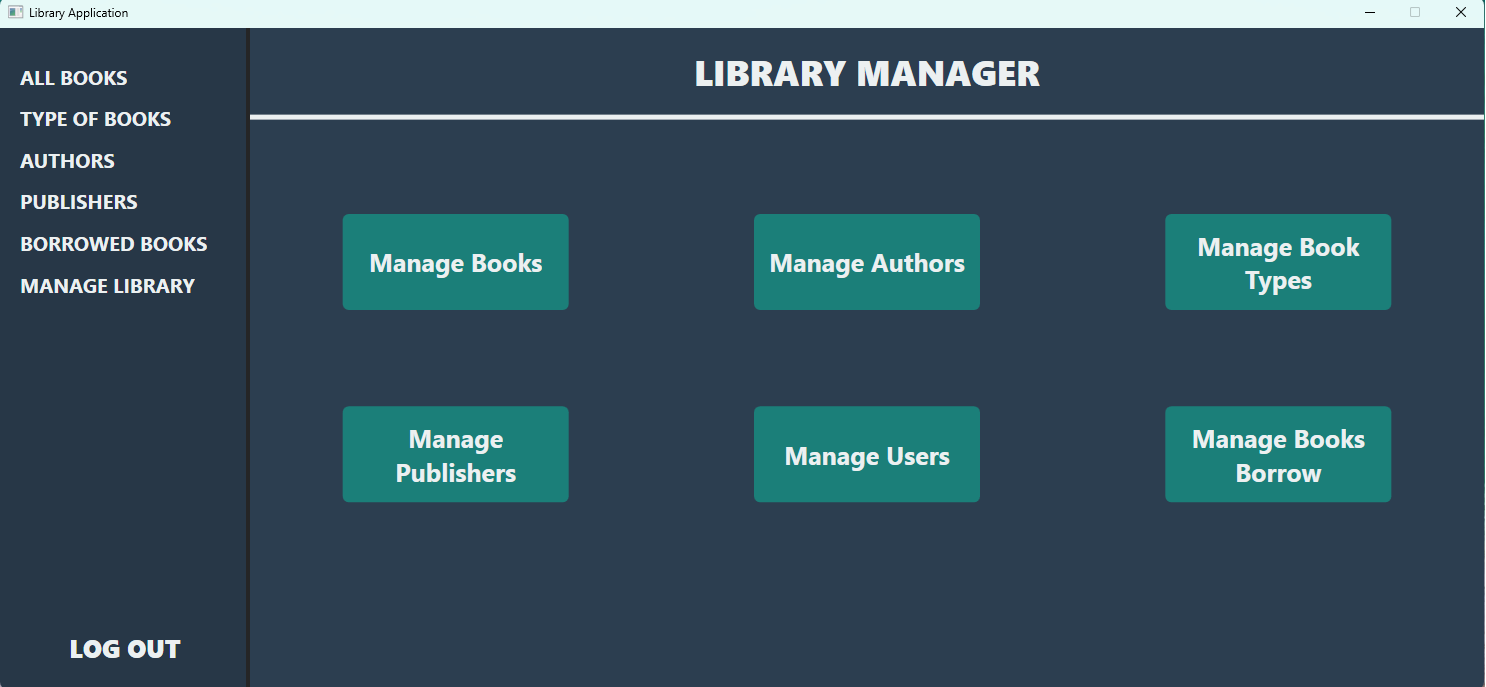 Library Application
ALL BOOKS
TYPE OF BOOKS
AUTHORS
PUBLISHERS
BORROWED BOOKS
MANAGE LIBRARY
LOG OUT
LIBRARY MANAGER
Manage Books
Manage Authors
Manage Book
Types
Manage
Publishers
Manage Users
Manage Books
Borrow